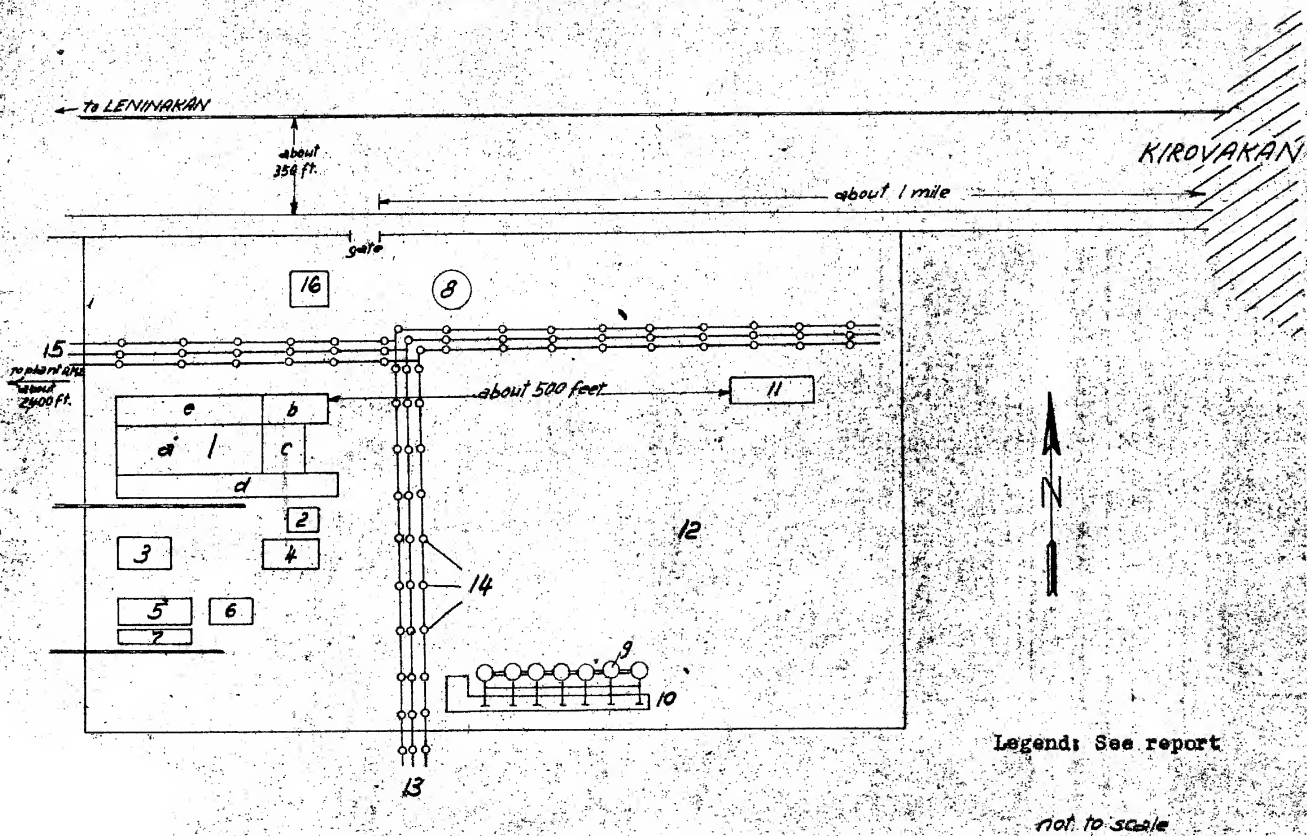 to LENINAKAN
about
350 ft.
KIROVAKAN
about 1 mile
gate
16
8
15
to plant
about
2400 ft.
about 500 feet
11
e
b
a
1
c
d
2
3
4
12
N
14
5
6
7
9
10
Legend: See report
13
not to scale